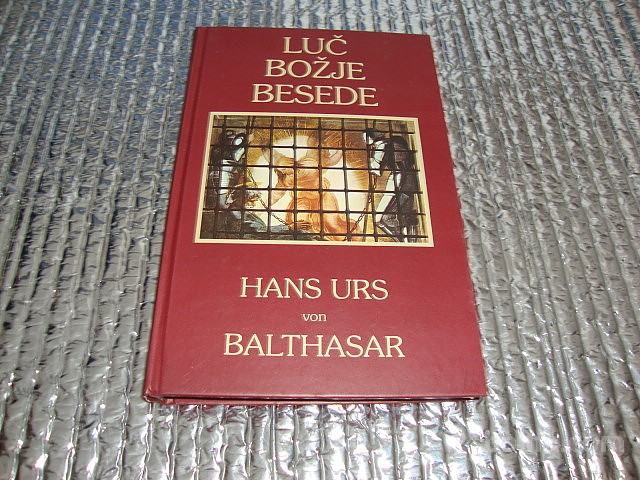 LUČ
BOŽJE
BESEDE
HANS URS
von
BALTHASAR